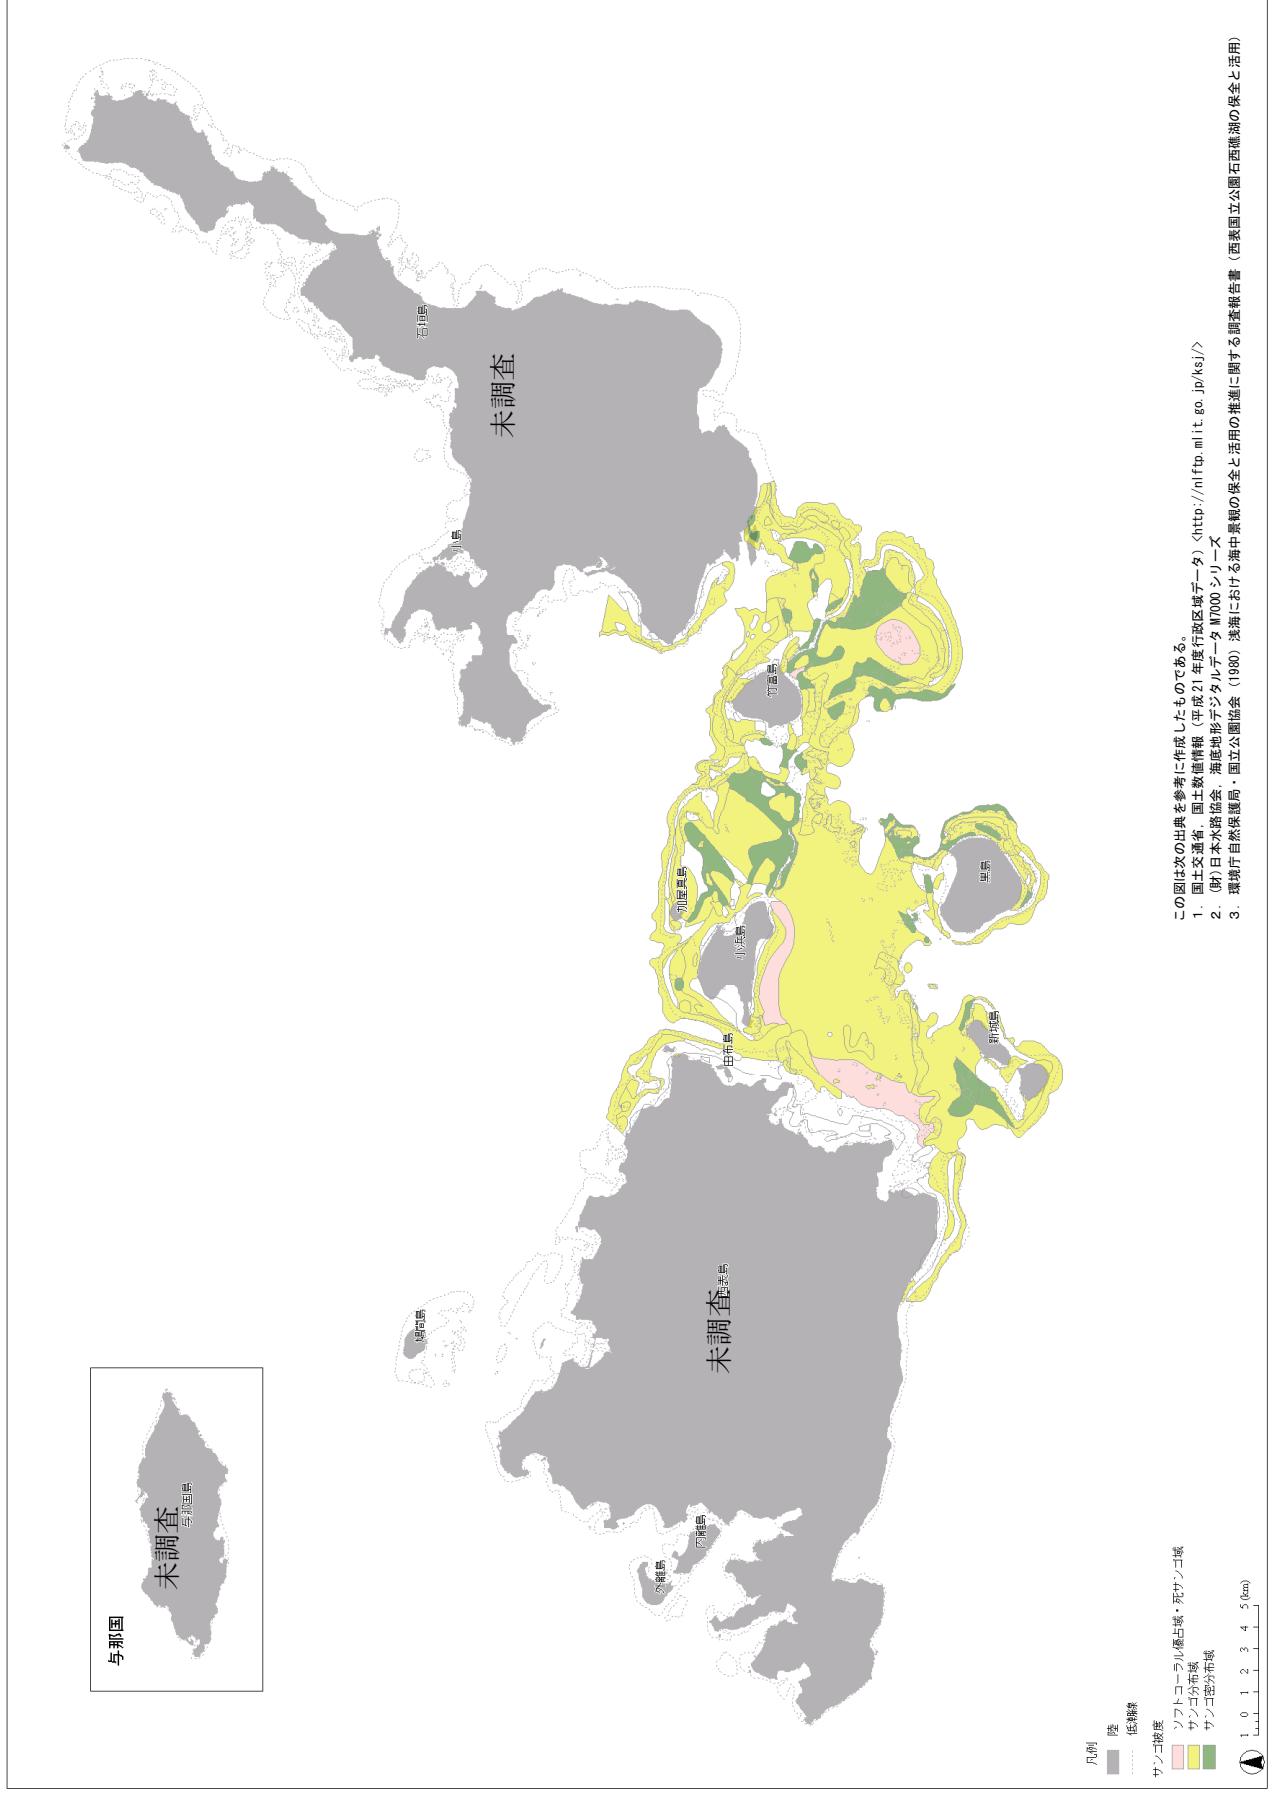 与那国
未調査
与那国島
鳩間島
外離島
内離島
未調査
西表島
由布島
小浜島
加屋真島
竹富島
黒島
新城島
小島
石垣島
未調査
この図は次の出典を参考に作成したものである。
1. 国土交通省, 国土数値情報（平成21年度行政区域データ）<http://nlftp.mlit.go.jp/ksj/>
2. (財)日本水路協会, 海底地形デジタルデータ M7000 シリーズ
3. 環境庁自然保護局・国立公園協会（1980）浅海における海中景観の保全と活用の推進に関する調査報告書（西表国立公園石西礁湖の保全と活用）
凡例
陸
低潮線
サンゴ被度
ソフトコーラル優占域・死サンゴ域
サンゴ分布域
サンゴ密分布域
1 0 1 2 3 4 5 (km)